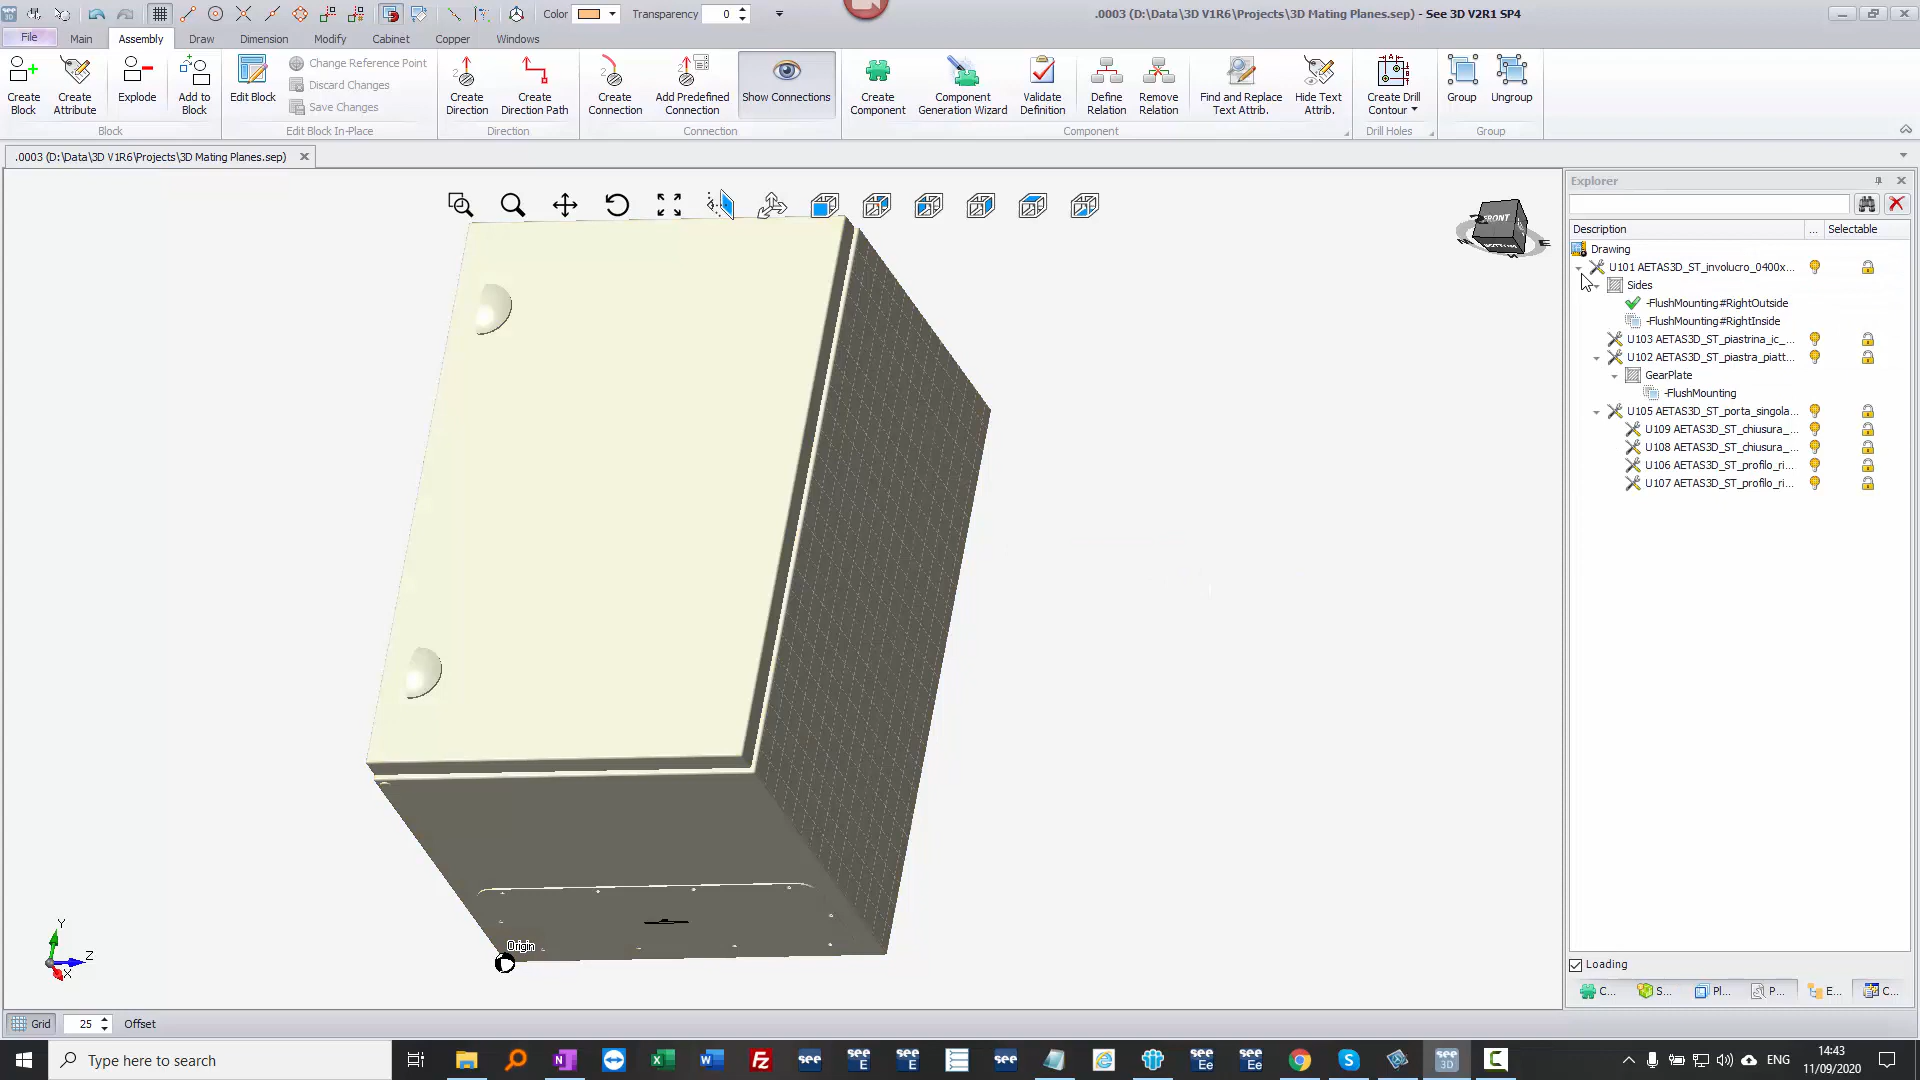 Color
Transparency 0
.0003 (D:\Data\3D V1R6\Projects\3D Mating Planes.sep) - See 3D V2R1 SP4
File Main Assembly Draw Dimension Modify Cabinet Copper Windows
Create Block
Create Attribute
Explode
Add to Block
Block
Edit Block
Change Reference Point
Discard Changes
Save Changes
Edit Block In-Place
Create Direction
Create Direction Path
Direction
Create Connection
Add Predefined Connection
Show Connections
Connection
Create Component
Component Generation Wizard
Validate Definition
Define Relation
Remove Relation
Find and Replace Text Attrib.
Hide Text Attrib.
Component
Create Drill Contour
Drill Holes
Group
Ungroup
Group
.0003 (D:\Data\3D V1R6\Projects\3D Mating Planes.sep)
FRONT
BOTTOM
Explorer
Description ... Selectable
Drawing
U101 AETAS3D_ST_involucro_0400x...
Sides
-FlushMounting#RightOutside
-FlushMounting#RightInside
U103 AETAS3D_ST_piastrina_ic_...
U102 AETAS3D_ST_piastra_piatt...
GearPlate
-FlushMounting
U105 AETAS3D_ST_porta_singola...
U109 AETAS3D_ST_chiusura_...
U108 AETAS3D_ST_chiusura_...
U106 AETAS3D_ST_profilo_ri...
U107 AETAS3D_ST_profilo_ri...
Origin
Y
Z
X
Loading
C... S... Pl... P... E... C...
Grid 25 Offset
Type here to search
ENG
14:43
11/09/2020